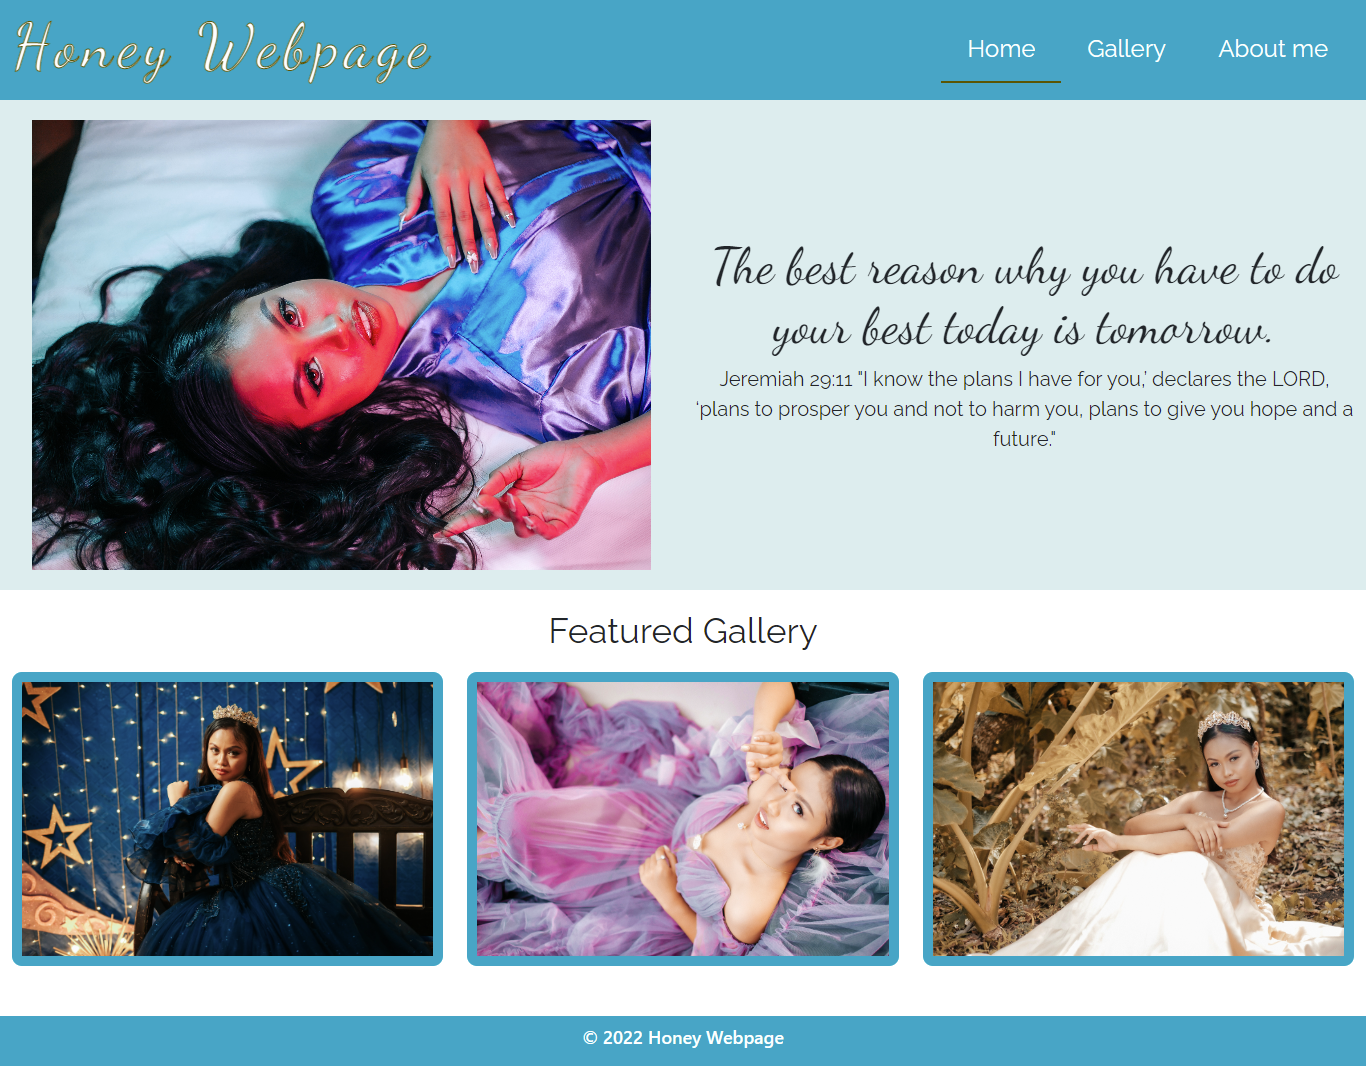 Honey Webpage
Home
Gallery
About me
The best reason why you have to do
your best today is tomorrow.
Jeremiah 29:11 "I know the plans I have for you,' declares the LORD,
‘plans to prosper you and not to harm you, plans to give you hope and a
future."
Featured Gallery
© 2022 Honey Webpage